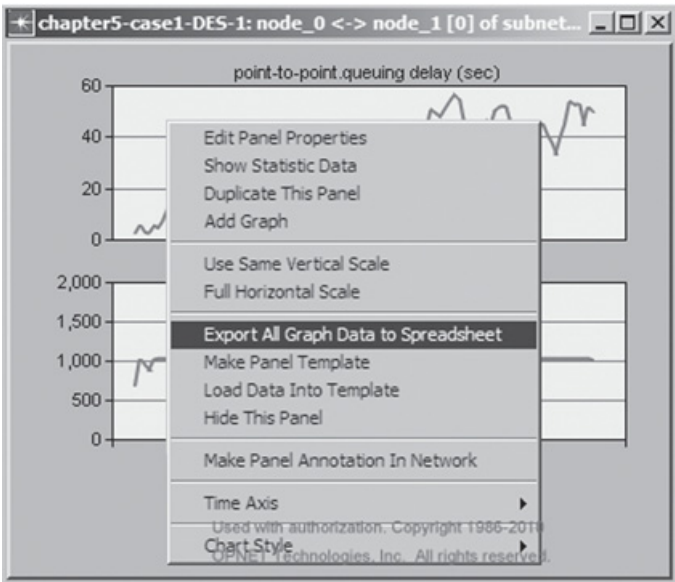 chapter5-case1-DES-1: node_0 <-> node_1 [0] of subnet...
point-to-point.queuing delay (sec)
60
40
20
0
2,000
1,500
1,000
500
0
Edit Panel Properties
Show Statistic Data
Duplicate This Panel
Add Graph
Use Same Vertical Scale
Full Horizontal Scale
Export All Graph Data to Spreadsheet
Make Panel Template
Load Data Into Template
Hide This Panel
Make Panel Annotation In Network
Time Axis
Used with authorization. Copyright 1986-2010
Chart Style
OPNET Technologies, Inc. All rights reserved.